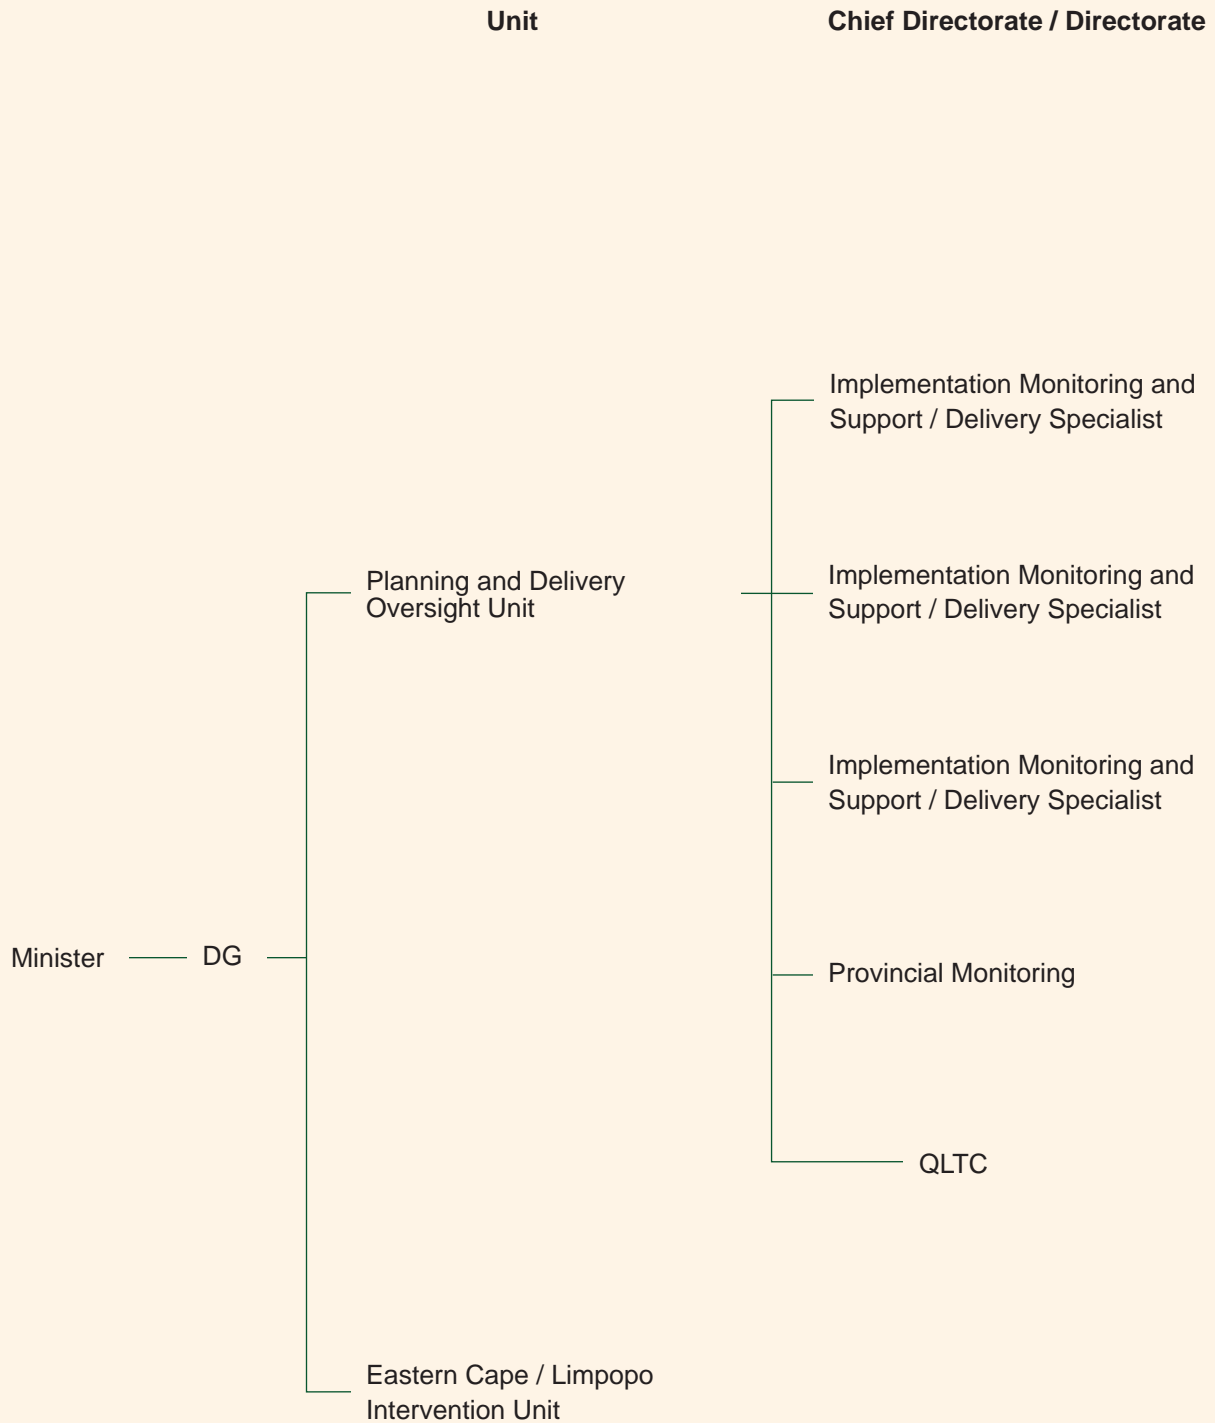 Unit
Chief Directorate / Directorate
Implementation Monitoring and
Support / Delivery Specialist
Planning and Delivery
Oversight Unit
Implementation Monitoring and
Support / Delivery Specialist
Implementation Monitoring and
Support / Delivery Specialist
Minister
DG
Provincial Monitoring
QLTC
Eastern Cape / Limpopo
Intervention Unit